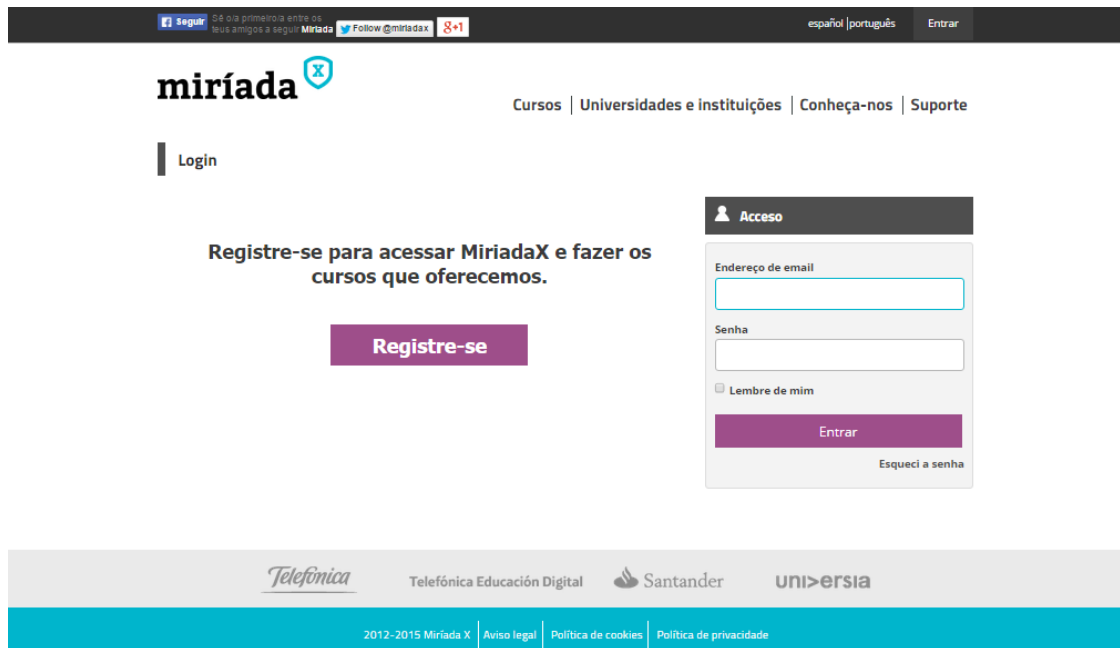 Seguir Sê o/a primeiro/a entre os
teus amigos a seguir Miríada
Follow @miriadax
8+1
español | português
Entrar
miríada X
Cursos | Universidades e instituições | Conheça-nos | Suporte
Login
Registre-se para acessar MiriadaX e fazer os
cursos que oferecemos.
Registre-se
Acceso
Endereço de email
Senha
Lembre de mim
Entrar
Esqueci a senha
Telefónica
Telefónica Educación Digital
Santander
unI>ersIa
2012-2015 Miríada X | Aviso legal | Política de cookies | Política de privacidade